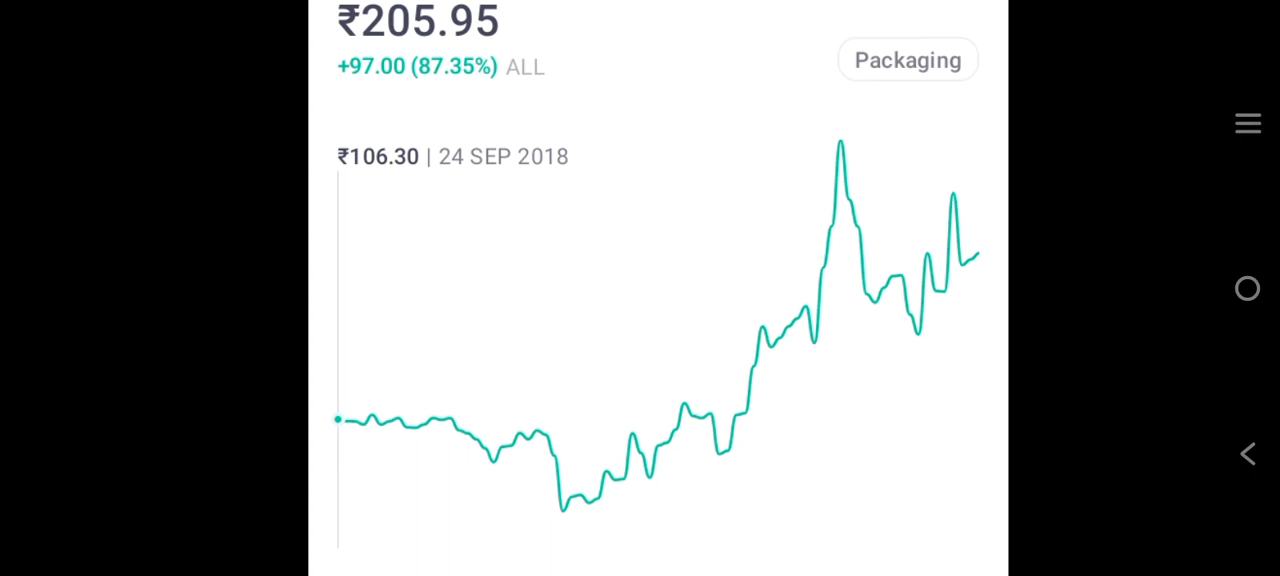 ₹205.95
+97.00 (87.35%) ALL
Packaging
₹106.30 | 24 SEP 2018